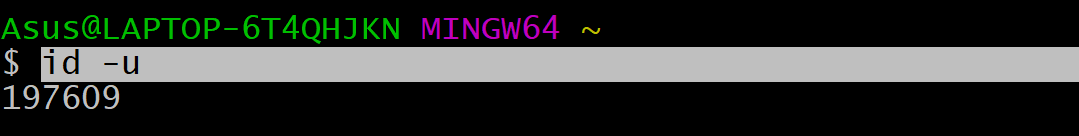 Asus@LAPTOP-6T4QHJKN MINGW64 ~
$ id -u
197609